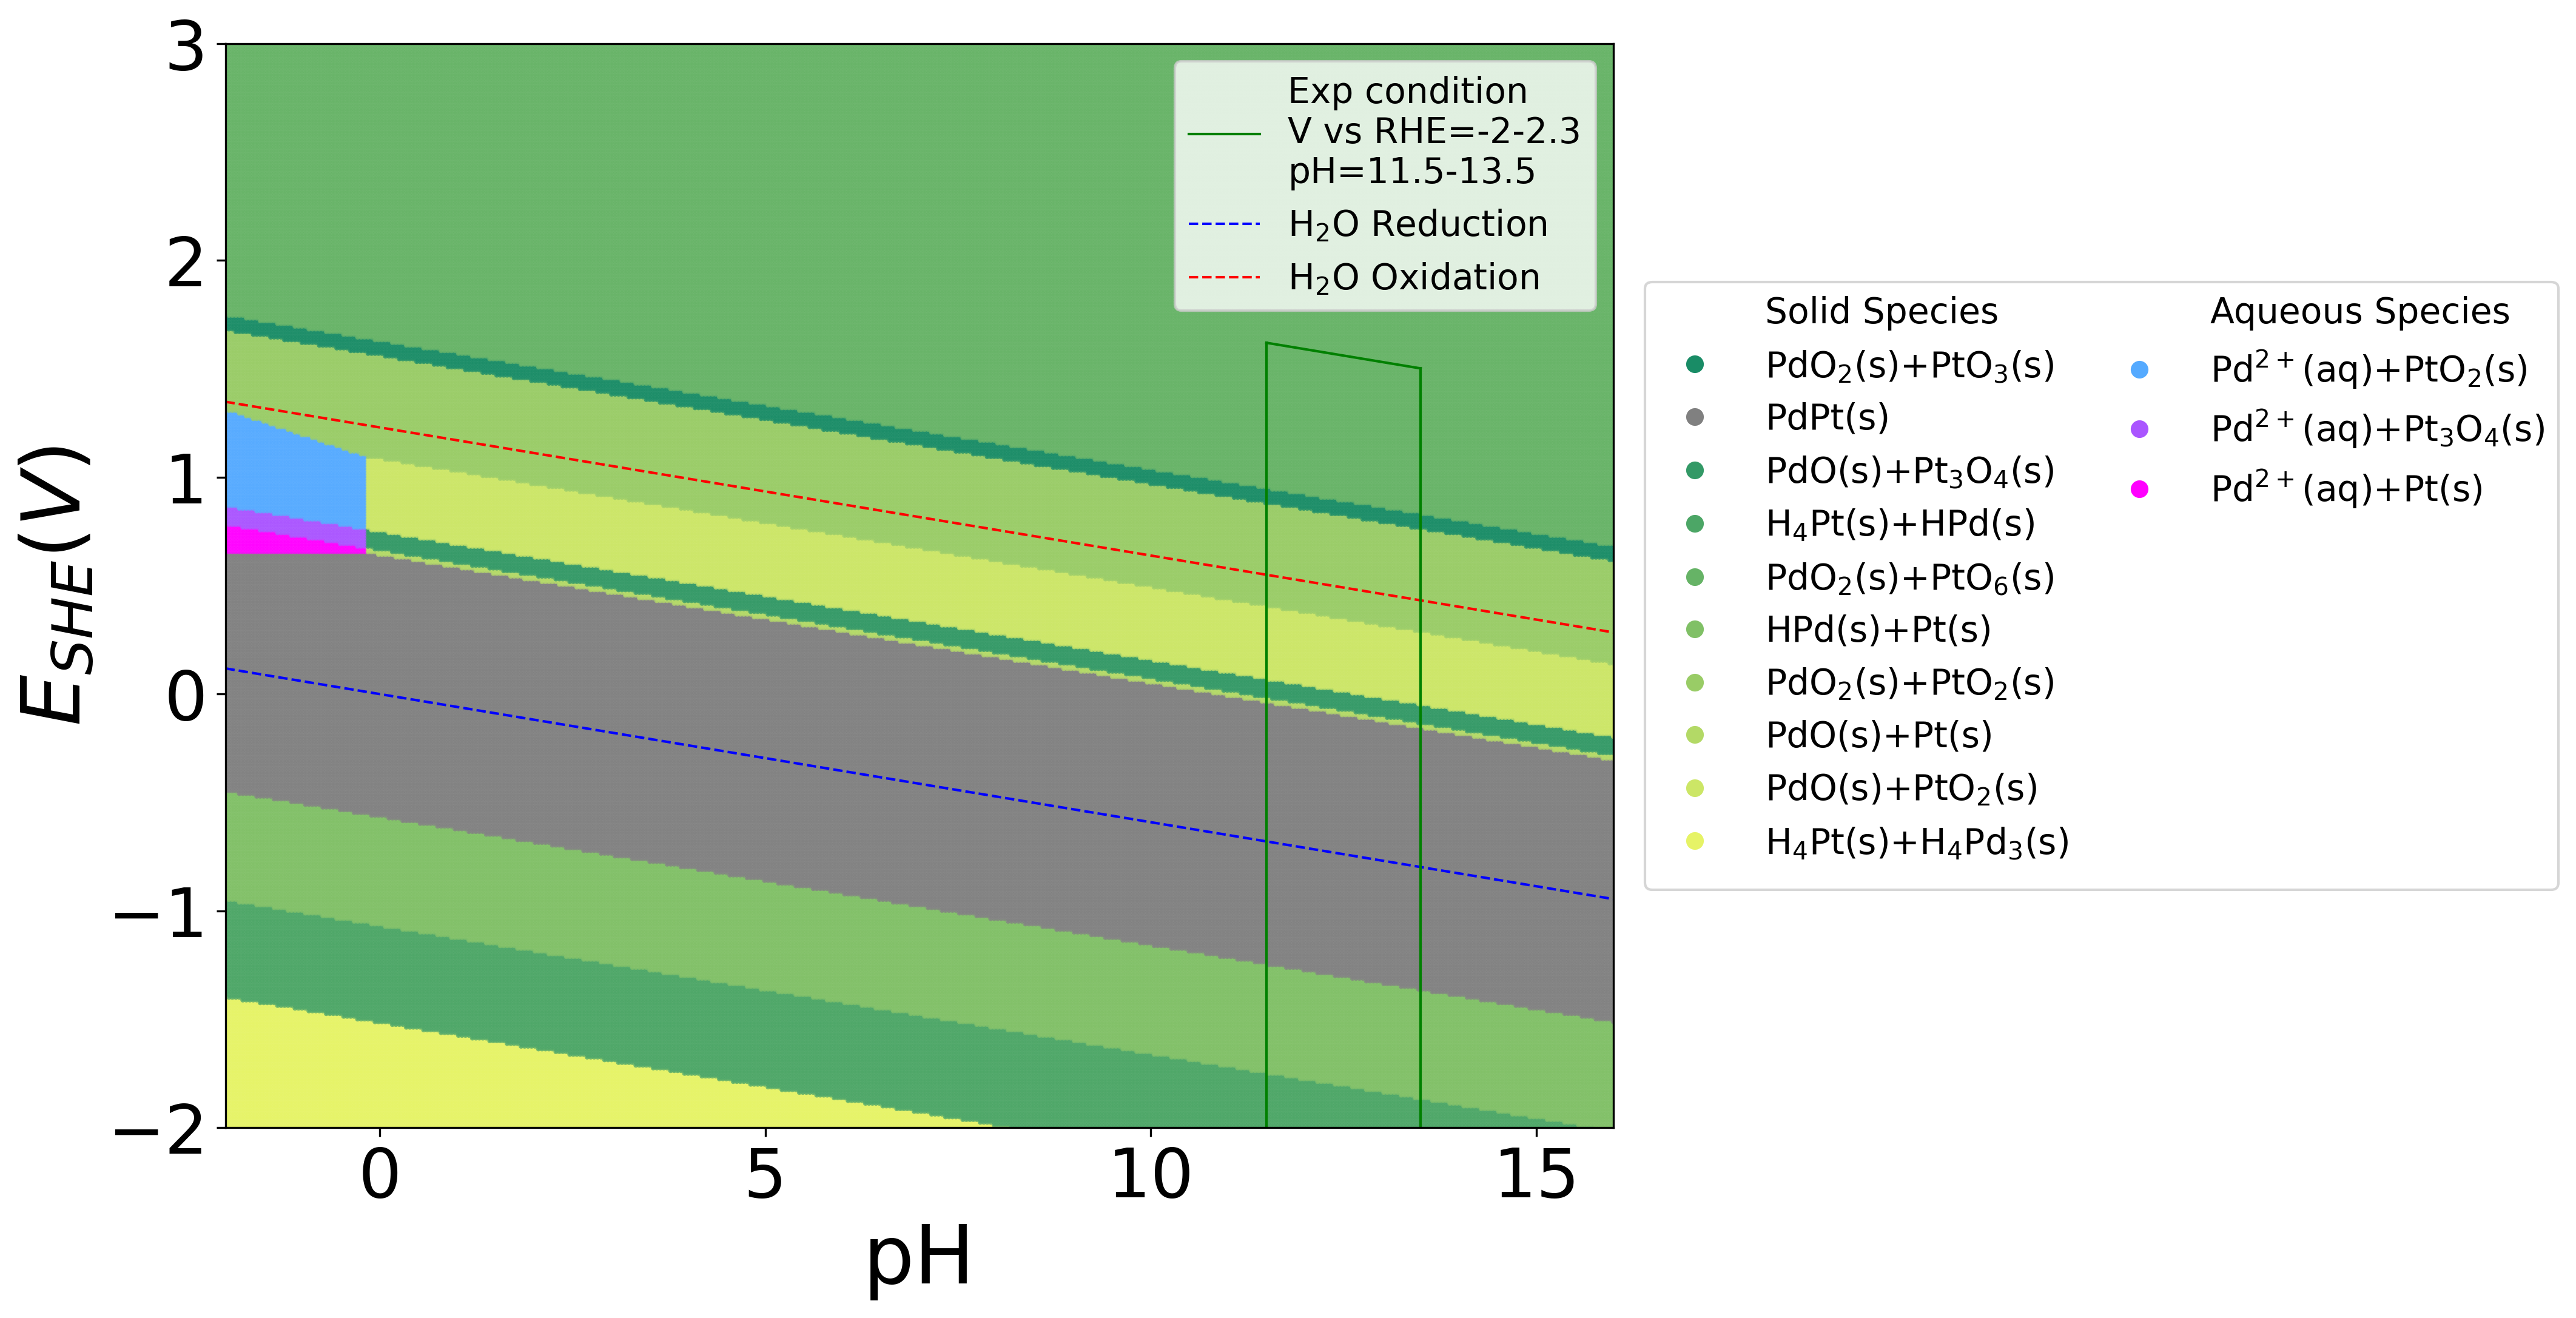 3
2
1
0
−1
−2
E_SHE(V)
0
5
10
15
pH
Exp condition
V vs RHE=-2-2.3
pH=11.5-13.5
H₂O Reduction
H₂O Oxidation
Solid Species
PdO₂(s)+PtO₃(s)
PdPt(s)
PdO(s)+Pt₃O₄(s)
H₄Pt(s)+HPd(s)
PdO₂(s)+PtO₆(s)
HPd(s)+Pt(s)
PdO₂(s)+PtO₂(s)
PdO(s)+Pt(s)
PdO(s)+PtO₂(s)
H₄Pt(s)+H₄Pd₃(s)
Aqueous Species
Pd²⁺(aq)+PtO₂(s)
Pd²⁺(aq)+Pt₃O₄(s)
Pd²⁺(aq)+Pt(s)